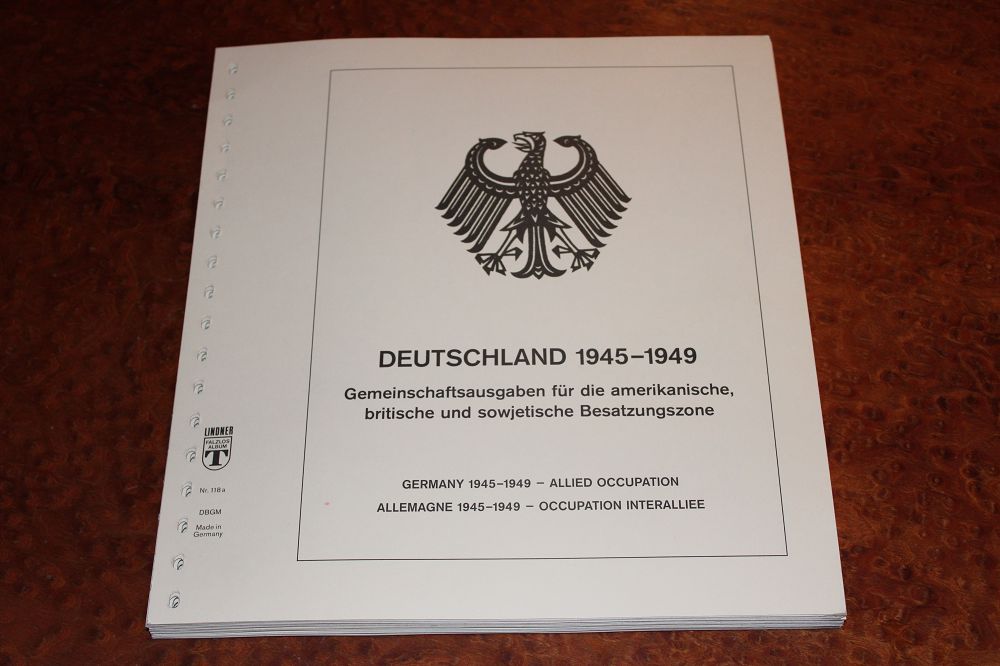 DEUTSCHLAND 1945–1949
Gemeinschaftsausgaben für die amerikanische,
britische und sowjetische Besatzungszone
GERMANY 1945–1949 – ALLIED OCCUPATION
ALLEMAGNE 1945–1949 – OCCUPATION INTERALLIEE
LINDNER
FALZLOS
ALBUM
T
Nr. 118a
DBGM
Made in
Germany